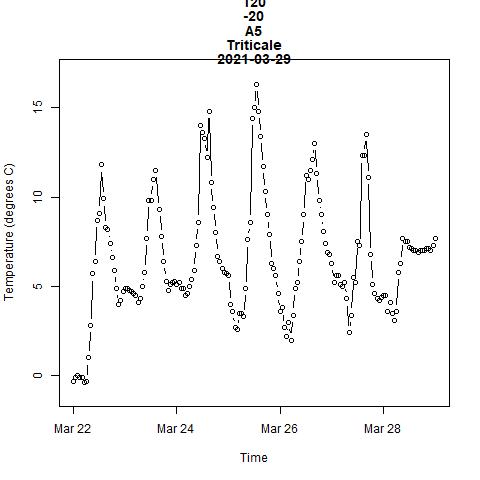 120
-20
A5
Triticale
2021-03-29
Temperature (degrees C)
15
10
5
0
Mar 22
Mar 24
Mar 26
Mar 28
Time